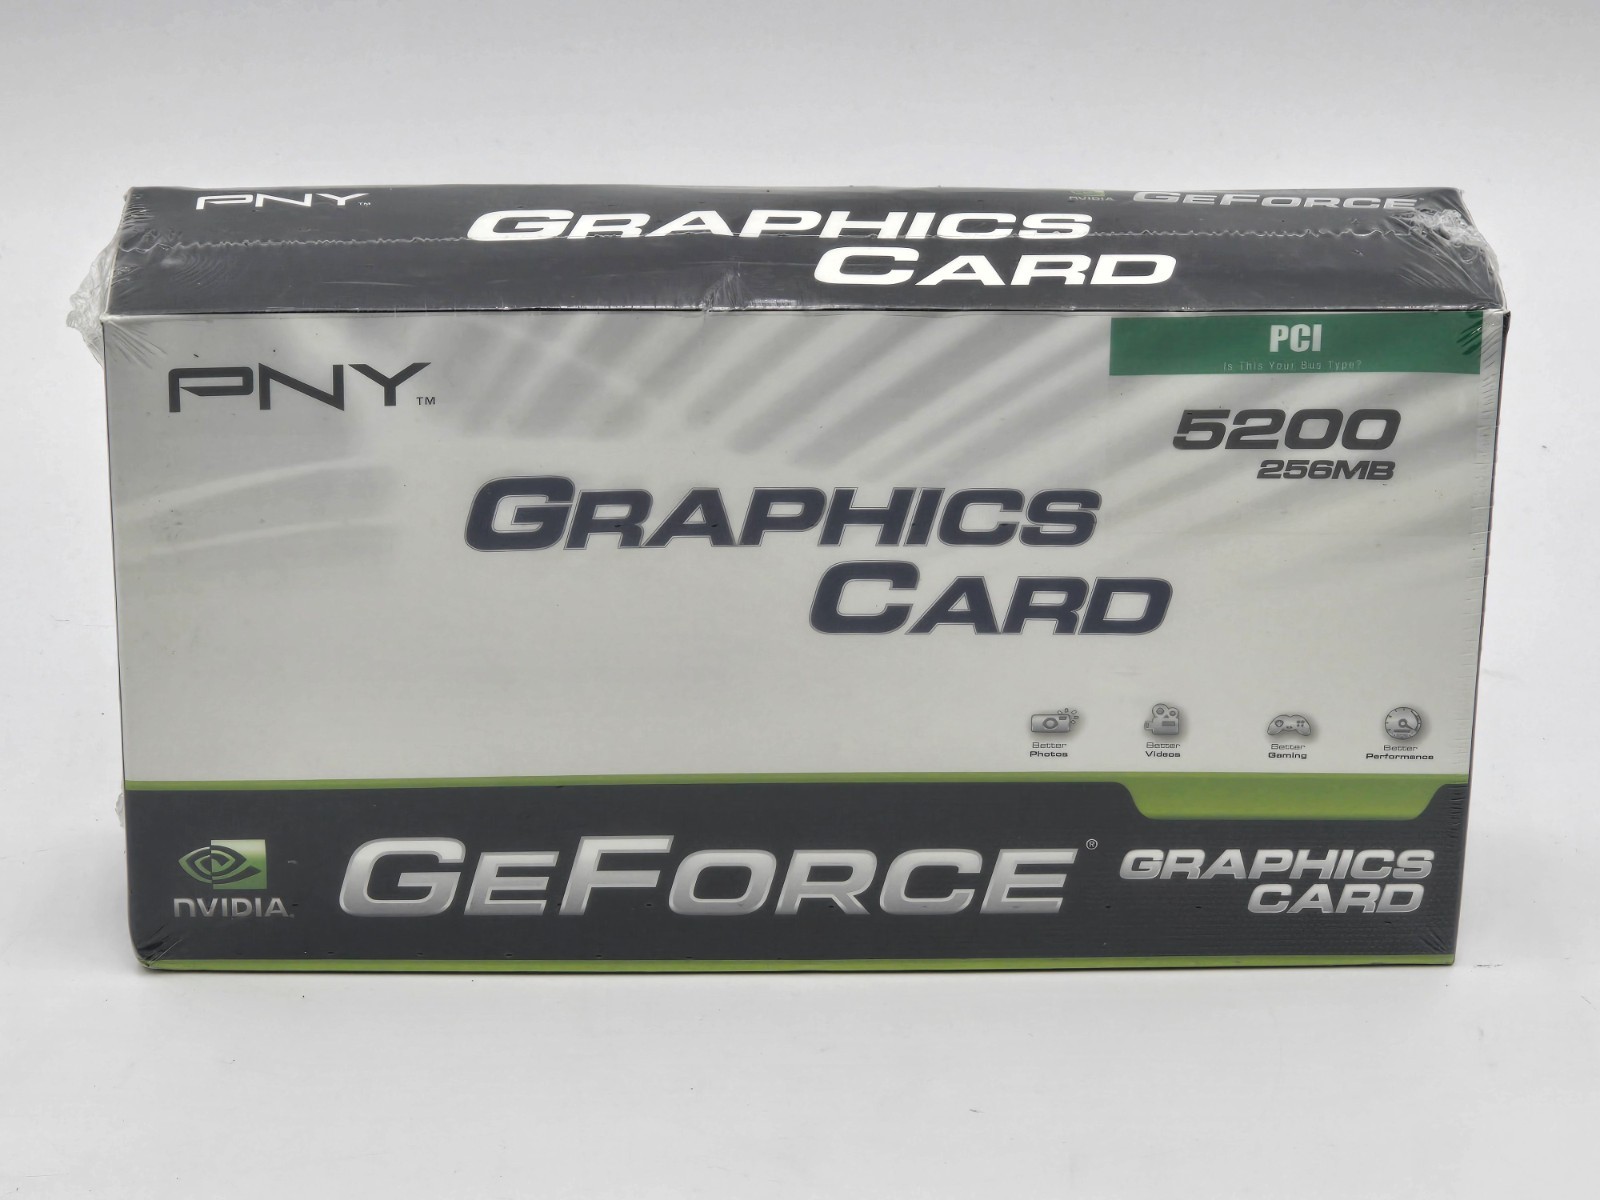 PNY™
NVIDIA
GEFORCE
GRAPHICS
CARD
PCI
Is This Your Bus Type?
PNY™
5200
256MB
GRAPHICS
CARD
Better
Photos
Better
Videos
Better
Gaming
Better
Performance
NVIDIA.
GEFORCE®
GRAPHICS
CARD